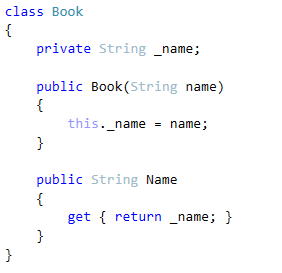 class Book
{
    private String _name;

    public Book(String name)
    {
        this._name = name;
    }

    public String Name
    {
        get { return _name; }
    }
}